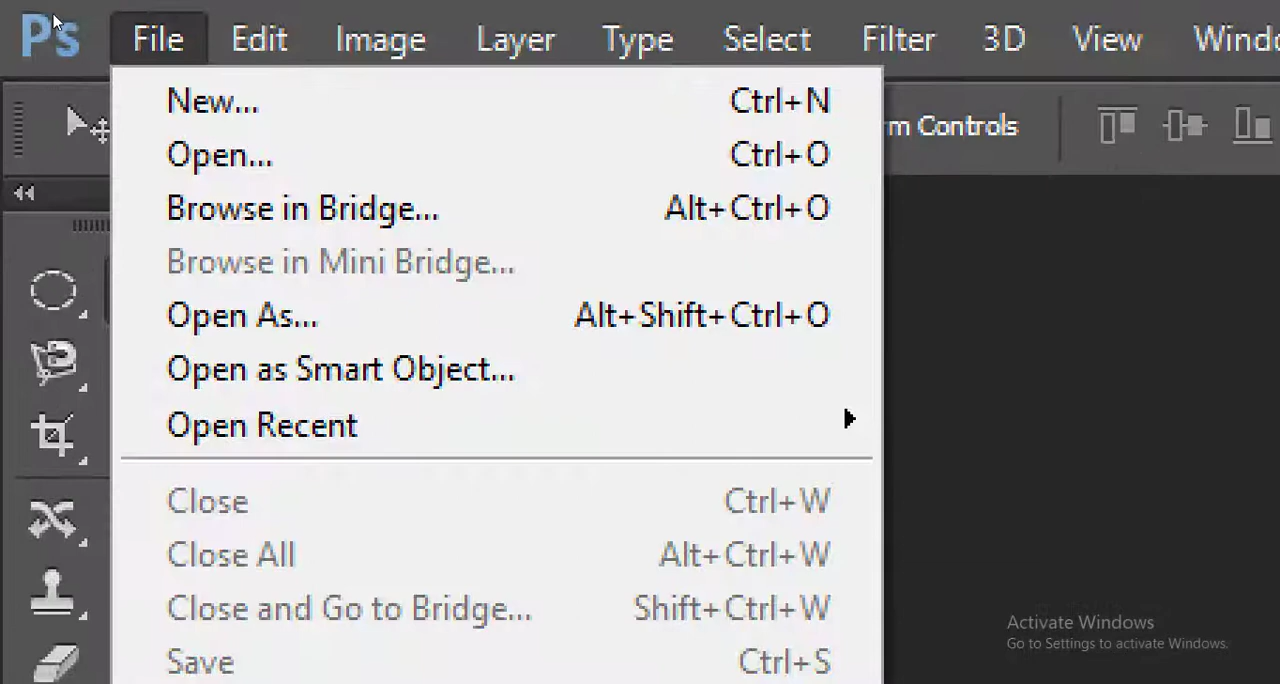 Ps File Edit Image Layer Type Select Filter 3D View
New... Ctrl+N
rm Controls
Open... Ctrl+O
Browse in Bridge... Alt+Ctrl+O
Browse in Mini Bridge...
Open As... Alt+Shift+Ctrl+O
Open as Smart Object...
Open Recent
Close Ctrl+W
Close All Alt+Ctrl+W
Close and Go to Bridge... Shift+Ctrl+W
Activate Windows
Go to Settings to activate Windows.
Save Ctrl+S